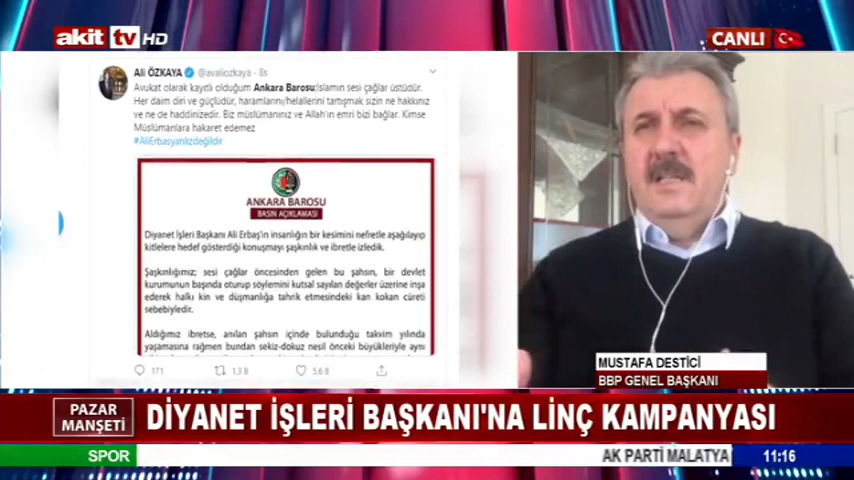 akit tv HD
CANLI
Ali ÖZKAYA @avaliozkaya · 8s
Avukat olarak kayıtlı olduğum Ankara Barosu:İslamın sesi çağlar üstüdür.
Her daim diri ve güçlüdür, haramlarını/helallerini tartışmak sizin ne hakkınız
ve ne de haddinizedir. Biz müslümanınız ve Allah'ın emri bizi bağlar. Kimse
Müslümanlara hakaret edemez
#AliErbaşyanlızdeğildir
ANKARA BAROSU
BASIN AÇIKLAMASI
Diyanet İşleri Başkanı Ali Erbaş'ın insanlığın bir kesimini nefretle aşağılayıp
kitlelere hedef gösterdiği konuşmayı şaşkınlık ve ibretle izledik.
Şaşkınlığımız; sesi çağlar öncesinden gelen bu şahsın, bir devlet
kurumunun başında oturup söylemini kutsal sayılan değerler üzerine inşa
ederek halkı kin ve düşmanlığa tahrik etmesindeki kan kokan cüreti
sebebiyledir.
Aldığımız ibretse, anılan şahsın içinde bulunduğu takvim yılında
yaşamasına rağmen bundan sekiz-dokuz nesil önceki büyükleriyle aynı
171 1,3 B 5,6 B
MUSTAFA DESTİCİ
BBP GENEL BAŞKANI
PAZAR
MANŞETİ
DİYANET İŞLERİ BAŞKANI'NA LİNÇ KAMPANYASI
SPOR
AK PARTİ MALATYA
11:16